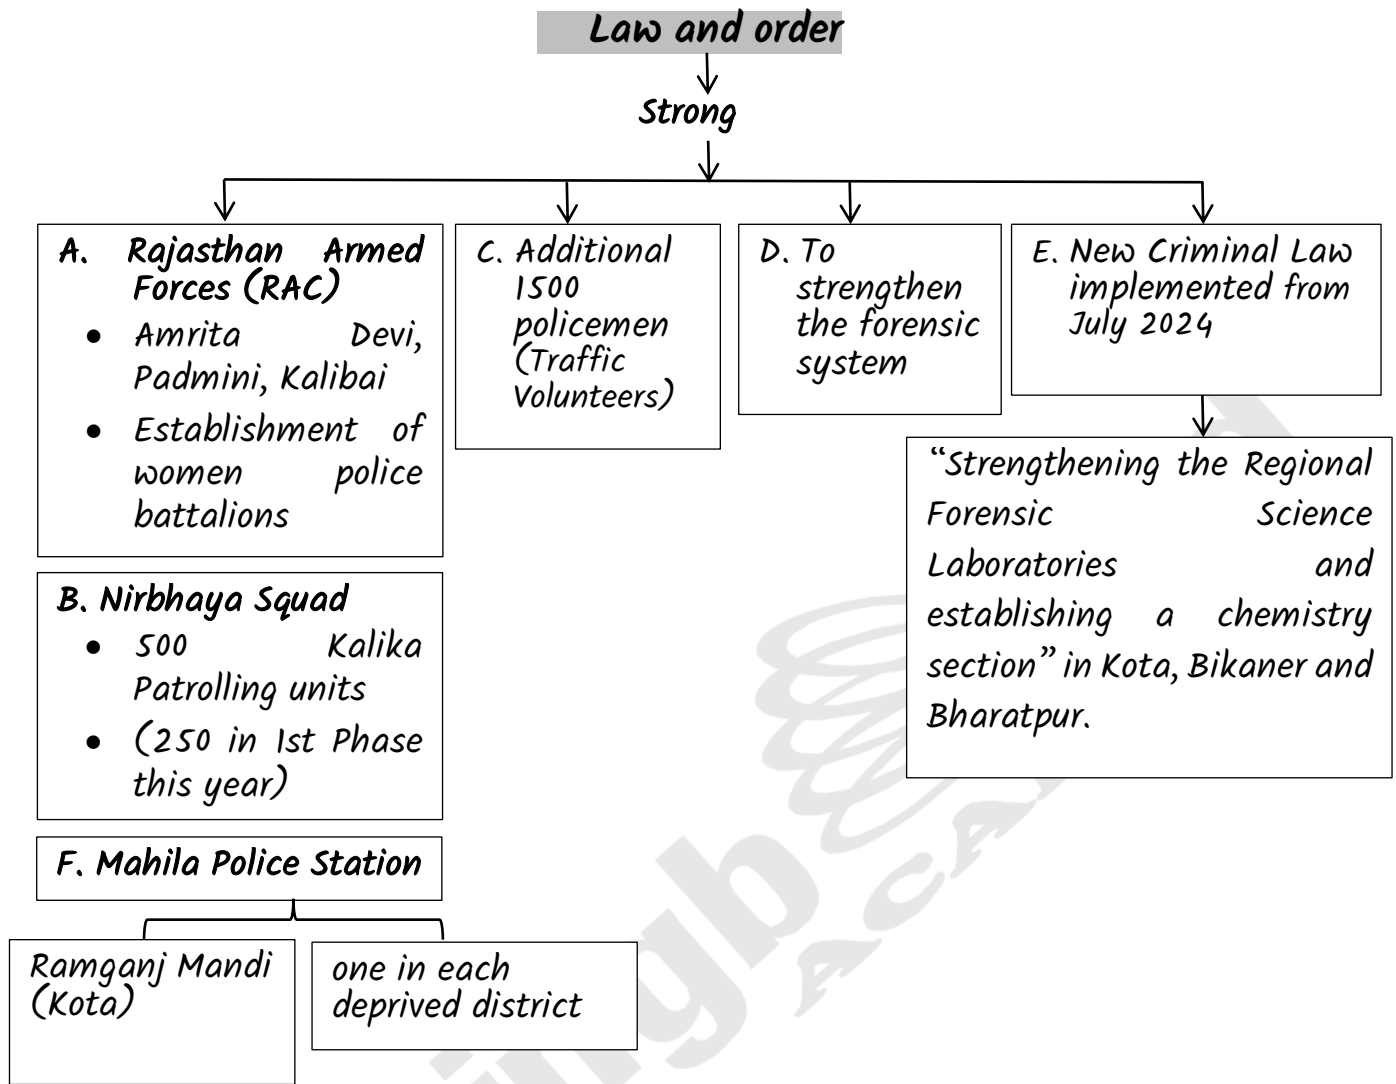 Law and order
Strong
A. Rajasthan Armed
Forces (RAC)
● Amrita Devi,
Padmini, Kalibai
● Establishment of
women police
battalions
B. Nirbhaya Squad
● 500 Kalika
Patrolling units
● (250 in 1st Phase
this year)
F. Mahila Police Station
Ramganj Mandi
(Kota)
one in each
deprived district
C. Additional
1500
policemen
(Traffic
Volunteers)
D. To
strengthen
the forensic
system
E. New Criminal Law
implemented from
July 2024
“Strengthening the Regional
Forensic Science
Laboratories and
establishing a chemistry
section” in Kota, Bikaner and
Bharatpur.